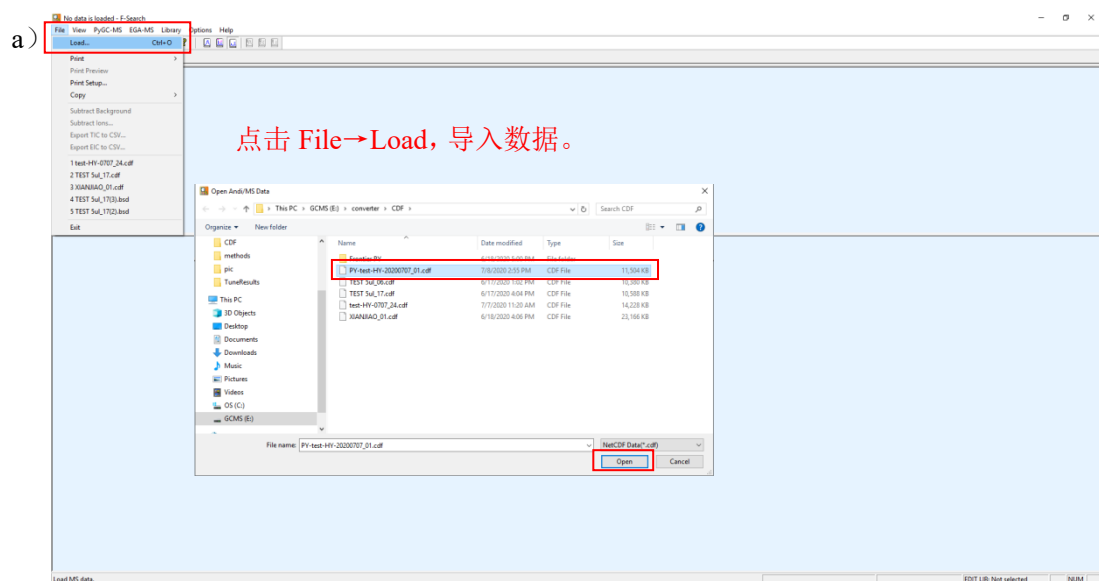 No data is loaded - F-Search
File View PyGC-MS EGA-MS Library Options Help
a)
Load... Ctrl+O
Print
Print Preview
Print Setup...
Copy
Subtract Background
Subtract Ions...
Export TIC to CSV...
Export EIC to CSV...
1 test-HY-0707_24.cdf
2 TEST 5ul_17.cdf
3 XIANJIAO_01.cdf
4 TEST 5ul_17(3).bsd
5 TEST 5ul_17(2).bsd
Exit
点击 File→Load，导入数据。
Open Andi/MS Data
This PC > GCMS (E:) > converter > CDF >
Search CDF
Organize New folder
CDF
methods
pic
TuneResults
This PC
3D Objects
Desktop
Documents
Downloads
Music
Pictures
Videos
OS (C:)
GCMS (E:)
Name Date modified Type Size
Frontier PY 6/18/2020 5:00 PM File folder
PY-test-HY-20200707_01.cdf 7/8/2020 2:55 PM CDF File 11,504 KB
TEST 5ul_06.cdf 6/17/2020 1:02 PM CDF File 10,380 KB
TEST 5ul_17.cdf 6/17/2020 4:04 PM CDF File 10,588 KB
test-HY-0707_24.cdf 7/7/2020 11:20 AM CDF File 14,228 KB
XIANJIAO_01.cdf 6/18/2020 4:06 PM CDF File 23,166 KB
File name: PY-test-HY-20200707_01.cdf
NetCDF Data(*.cdf)
Open Cancel
Load MS data.
EDIT LIB: Not selected NUM